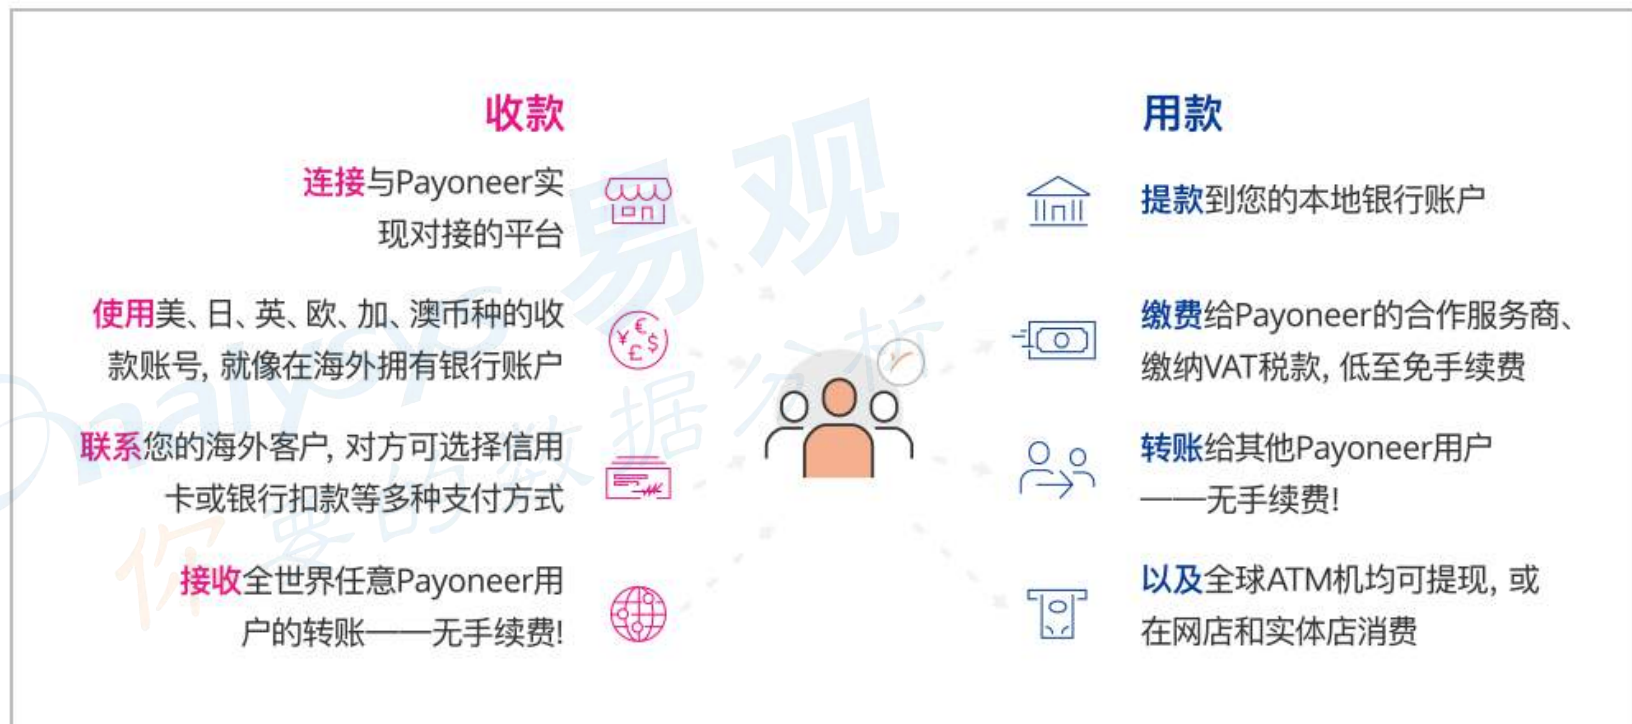 收款
连接与Payoneer实
现对接的平台
使用美、日、英、欧、加、澳币种的收
款账号, 就像在海外拥有银行账户
联系您的海外客户, 对方可选择信用
卡或银行扣款等多种支付方式
接收全世界任意Payoneer用
户的转账——无手续费!
用款
提款到您的本地银行账户
缴费给Payoneer的合作服务商、
缴纳VAT税款, 低至免手续费
转账给其他Payoneer用户
——无手续费!
以及全球ATM机均可提现, 或
在网店和实体店消费
易观
你要的数据分析